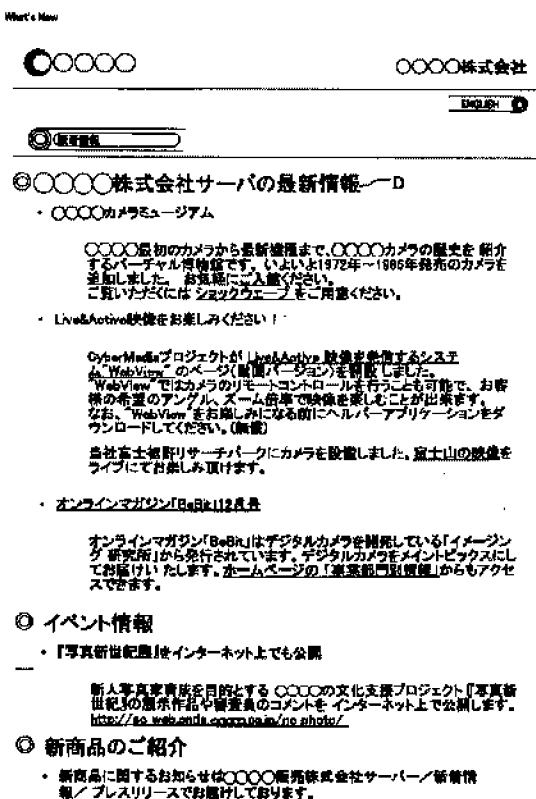 What's New
○○○○○
○○○○株式会社
ENGLISH
新着情報
◎○○○○株式会社サーバの最新情報 D
・ ○○○○カメラミュージアム
○○○○最初のカメラから最新機種まで、○○○○カメラの歴史を 紹介
するバーチャル博物館です。 いよいよ1972年～1986年発売のカメラを
追加しました。 お気軽にご入館ください。
ご覧いただくには ショックウェーブ をご用意ください。
・ Live&Active映像をお楽しみください!
CyberMediaプロジェクトが Live&Active 映像を発信するシステ
ム"WebView" のページ(展開バージョン)を開設 しました。
"WebView"ではカメラのリモートコントロールを行うことも可能で、お客
様の希望のアングル、ズーム倍率で映像を楽しむことが出来ます。
なお、"WebView"をお楽しみになる前にヘルパーアプリケーションをダ
ウンロードしてください。(無償)
当社富士裾野リサーチパークにカメラを設置しました。富士山の映像を
ライブにてお楽しみ頂けます。
・ オンラインマガジン「BeBit」12月号
オンラインマガジン「BeBit」はデジタルカメラを開発している「イメージン
グ 研究所」から発行されています。デジタルカメラをメイントピックスにし
てお届けい たします。ホームページの 「事業部門別情報」からもアクセ
スできます。
◎ イベント情報
・ 『写真新世紀展』をインターネット上でも公開
新人写真家育成を目的とする ○○○○の文化支援プロジェクト『写真新
世紀』の展示作品や審査員のコメントを インターネット上で公開します。
◎ 新商品のご紹介
・ 新商品に関するお知らせは○○○○販売株式会社サーバー／新着情
報／ プレスリリースでお届けしております。